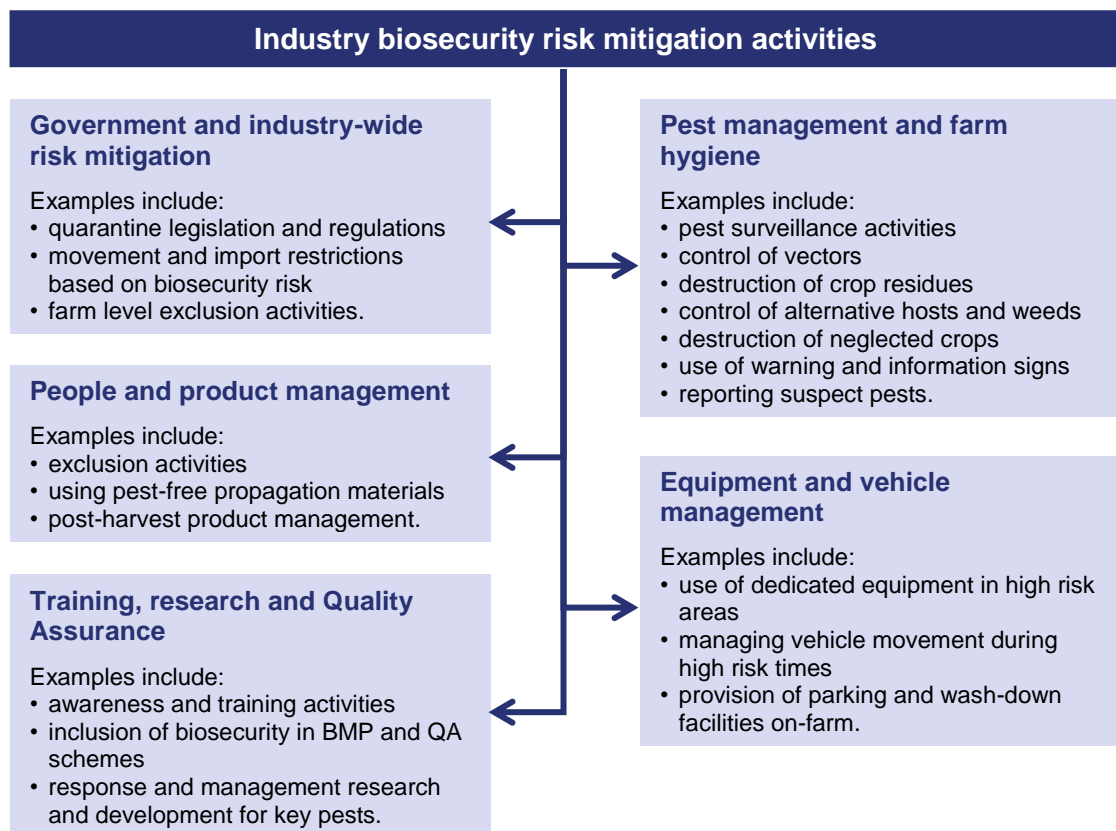 Industry biosecurity risk mitigation activities
Government and industry-wide
risk mitigation
Examples include:
• quarantine legislation and regulations
• movement and import restrictions
based on biosecurity risk
• farm level exclusion activities.
People and product management
Examples include:
• exclusion activities
• using pest-free propagation materials
• post-harvest product management.
Training, research and Quality
Assurance
Examples include:
• awareness and training activities
• inclusion of biosecurity in BMP and QA
schemes
• response and management research
and development for key pests.
Pest management and farm
hygiene
Examples include:
• pest surveillance activities
• control of vectors
• destruction of crop residues
• control of alternative hosts and weeds
• destruction of neglected crops
• use of warning and information signs
• reporting suspect pests.
Equipment and vehicle
management
Examples include:
• use of dedicated equipment in high risk
areas
• managing vehicle movement during
high risk times
• provision of parking and wash-down
facilities on-farm.